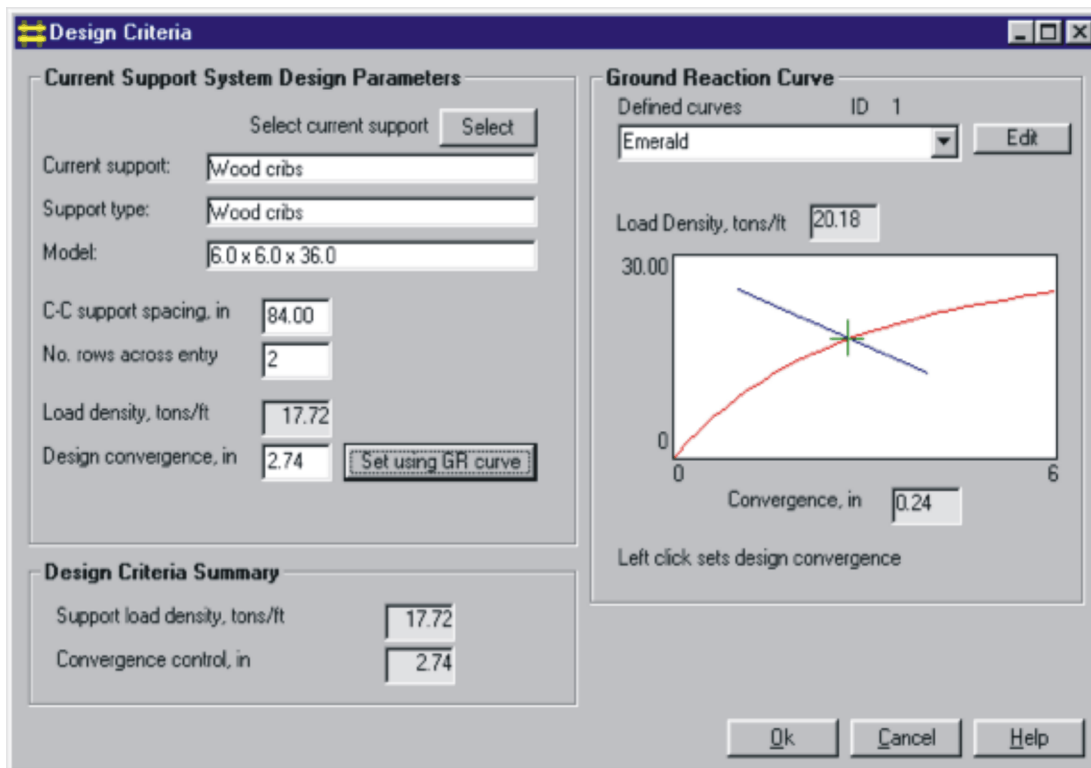 Design Criteria
Current Support System Design Parameters
Select current support Select
Current support: Wood cribs
Support type: Wood cribs
Model: 6.0 x 6.0 x 36.0
C-C support spacing, in 84.00
No. rows across entry 2
Load density, tons/ft 17.72
Design convergence, in 2.74 Set using GR curve
Design Criteria Summary
Support load density, tons/ft 17.72
Convergence control, in 2.74
Ground Reaction Curve
Defined curves ID 1
Emerald Edit
Load Density, tons/ft 20.18
30.00
0
0 6
Convergence, in 0.24
Left click sets design convergence
Ok Cancel Help